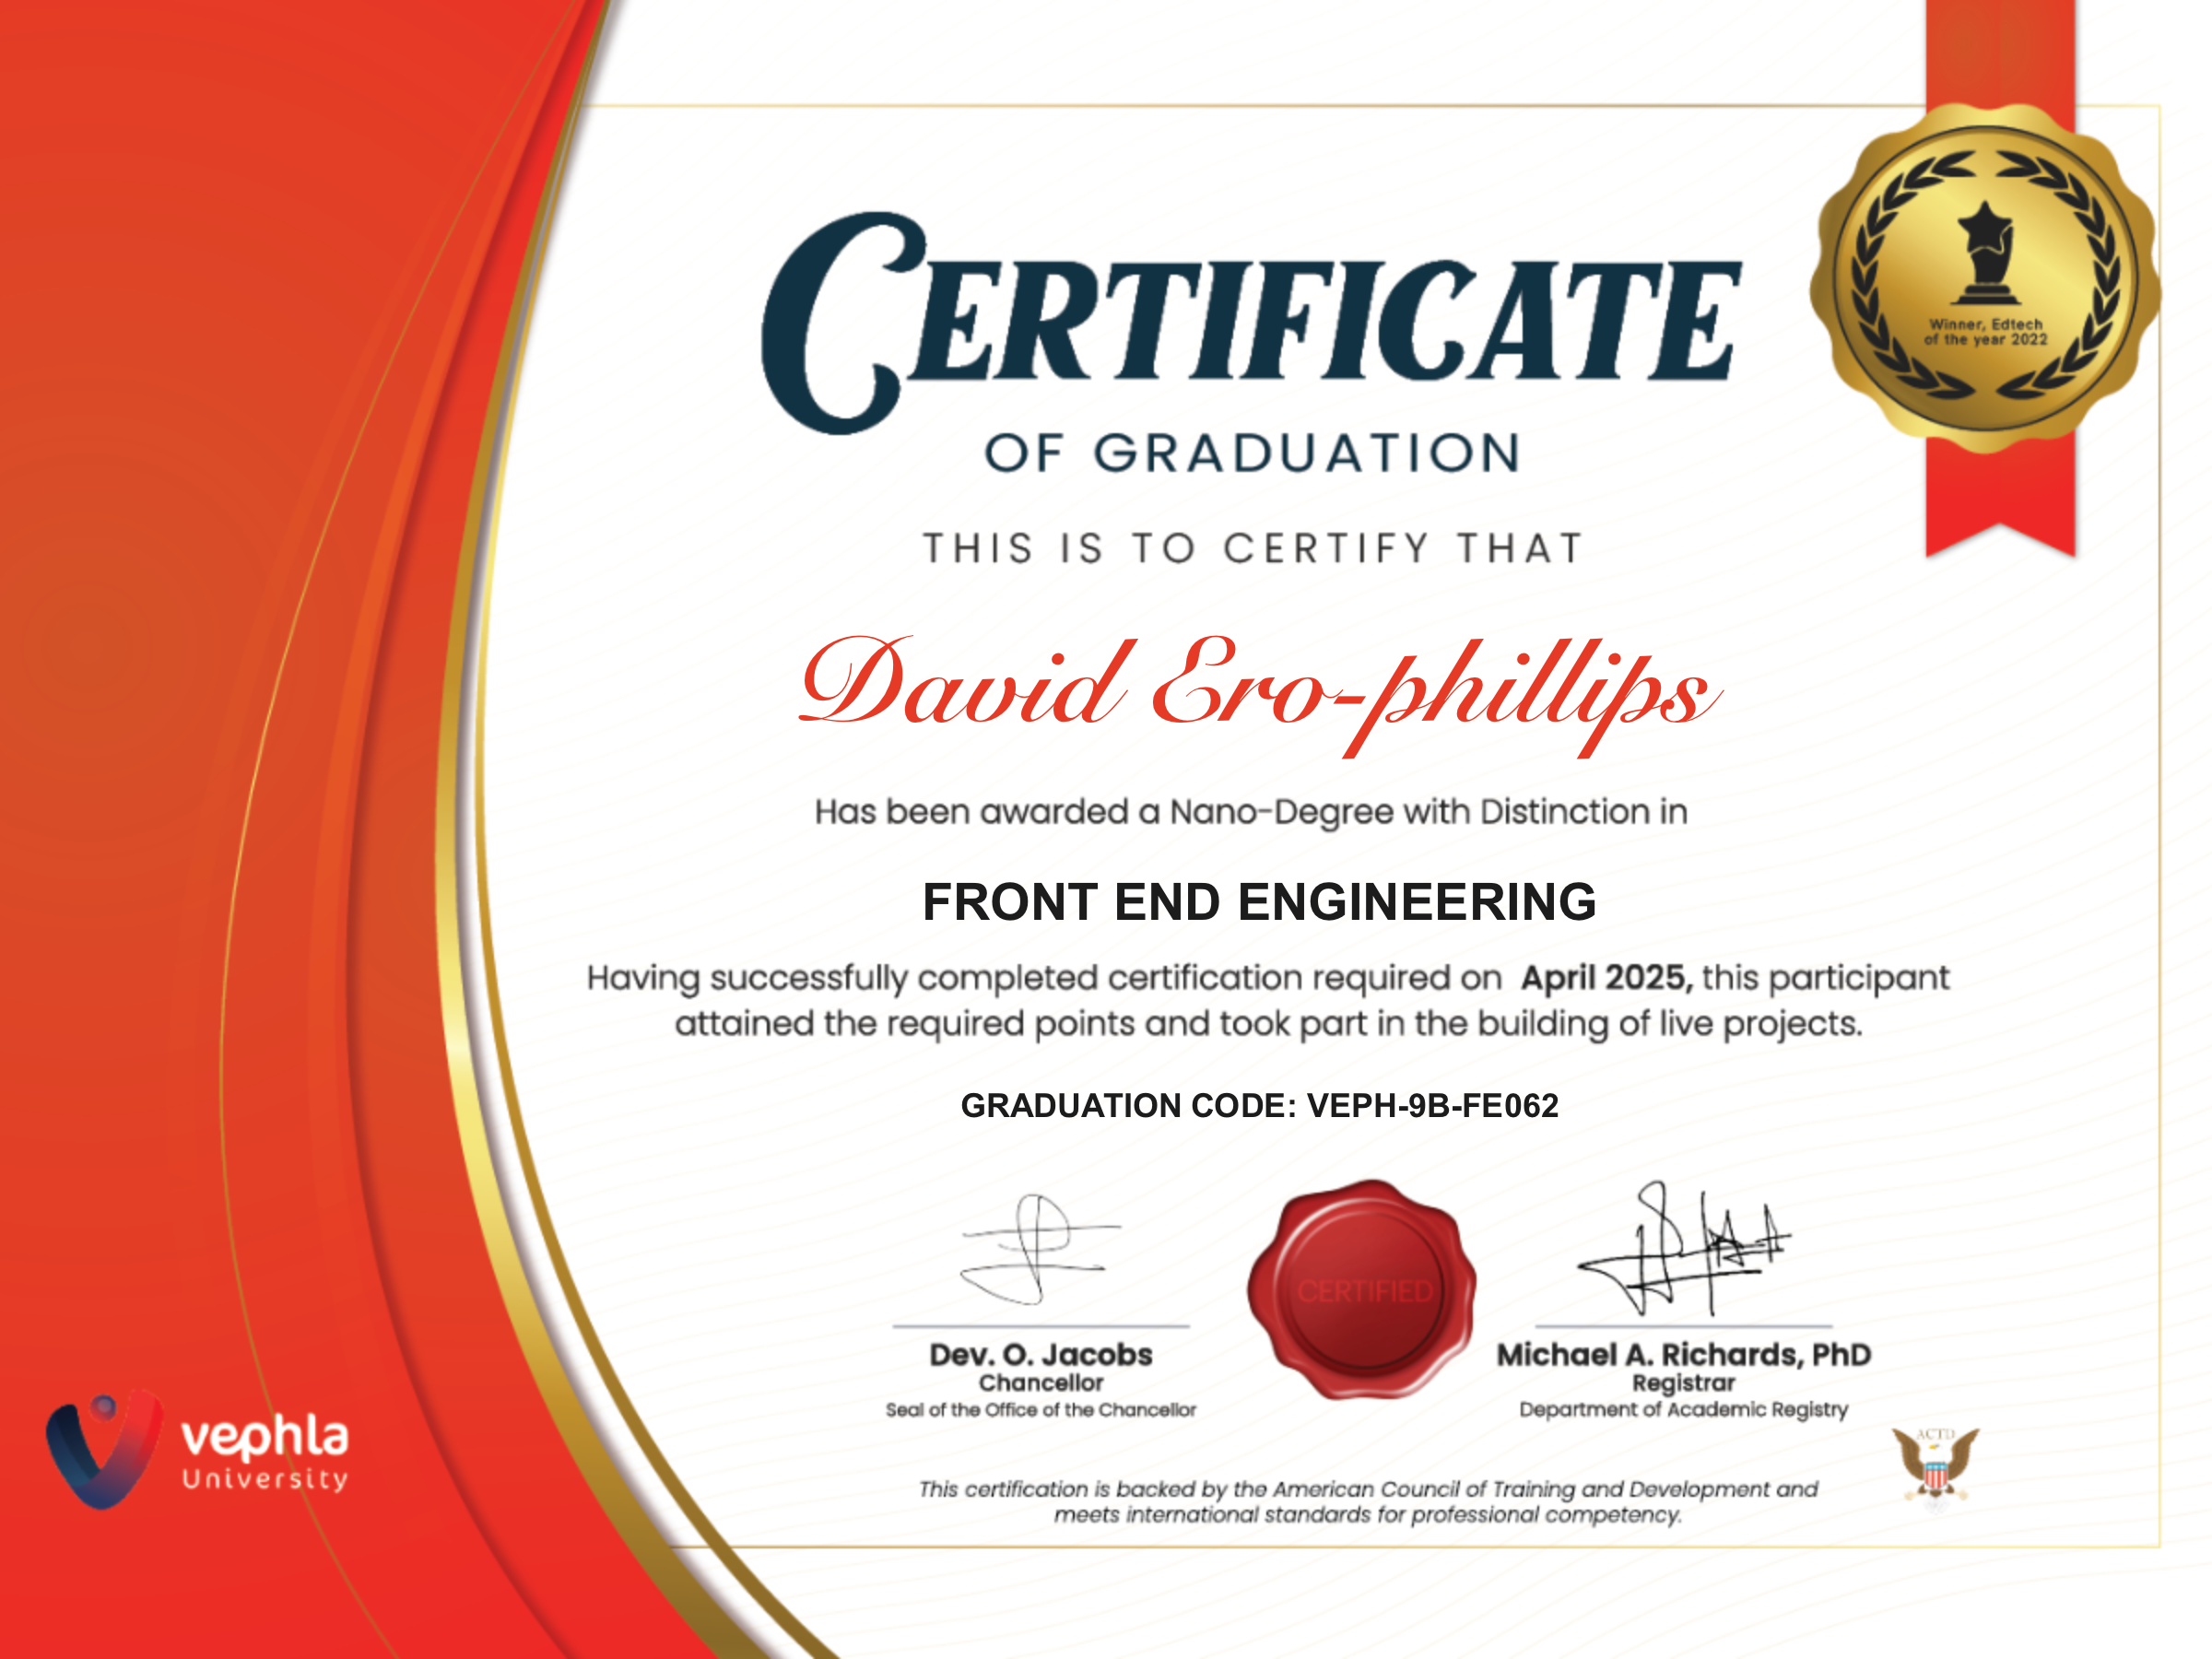 Winner, Edtech
of the year 2022
CERTIFICATE
OF GRADUATION
THIS IS TO CERTIFY THAT
David Ero-phillips
Has been awarded a Nano-Degree with Distinction in
FRONT END ENGINEERING
Having successfully completed certification required on April 2025, this participant
attained the required points and took part in the building of live projects.
GRADUATION CODE: VEPH-9B-FE062
CERTIFIED
Dev. O. Jacobs
Chancellor
Seal of the Office of the Chancellor
Michael A. Richards, PhD
Registrar
Department of Academic Registry
vephla
University
ACTD
This certification is backed by the American Council of Training and Development and
meets international standards for professional competency.